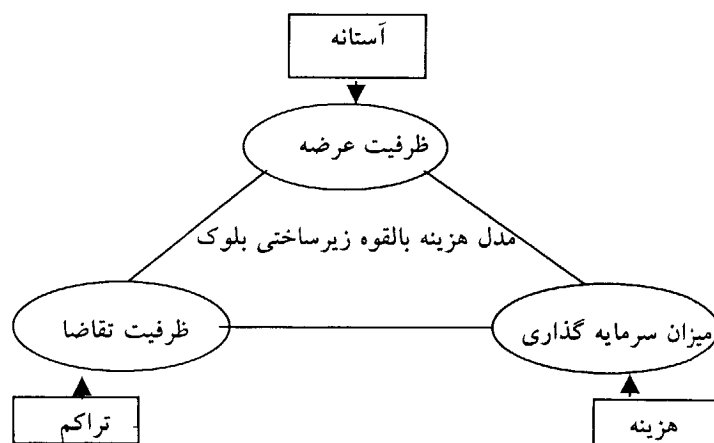 آستانه
ظرفیت عرضه
مدل هزینه بالقوه زیرساختی بلوک
ظرفیت تقاضا
میزان سرمایه گذاری
تراکم
هزینه